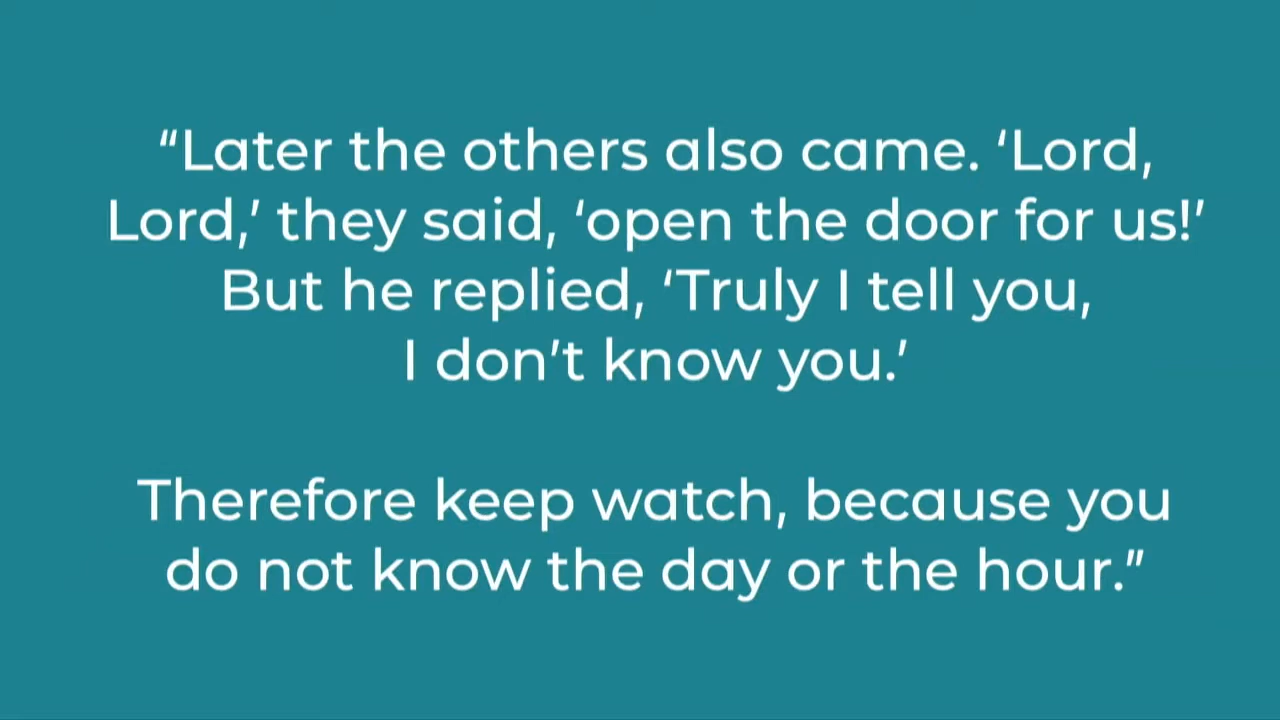 “Later the others also came. ‘Lord,
Lord,’ they said, ‘open the door for us!’
But he replied, ‘Truly I tell you,
I don’t know you.’
Therefore keep watch, because you
do not know the day or the hour.”